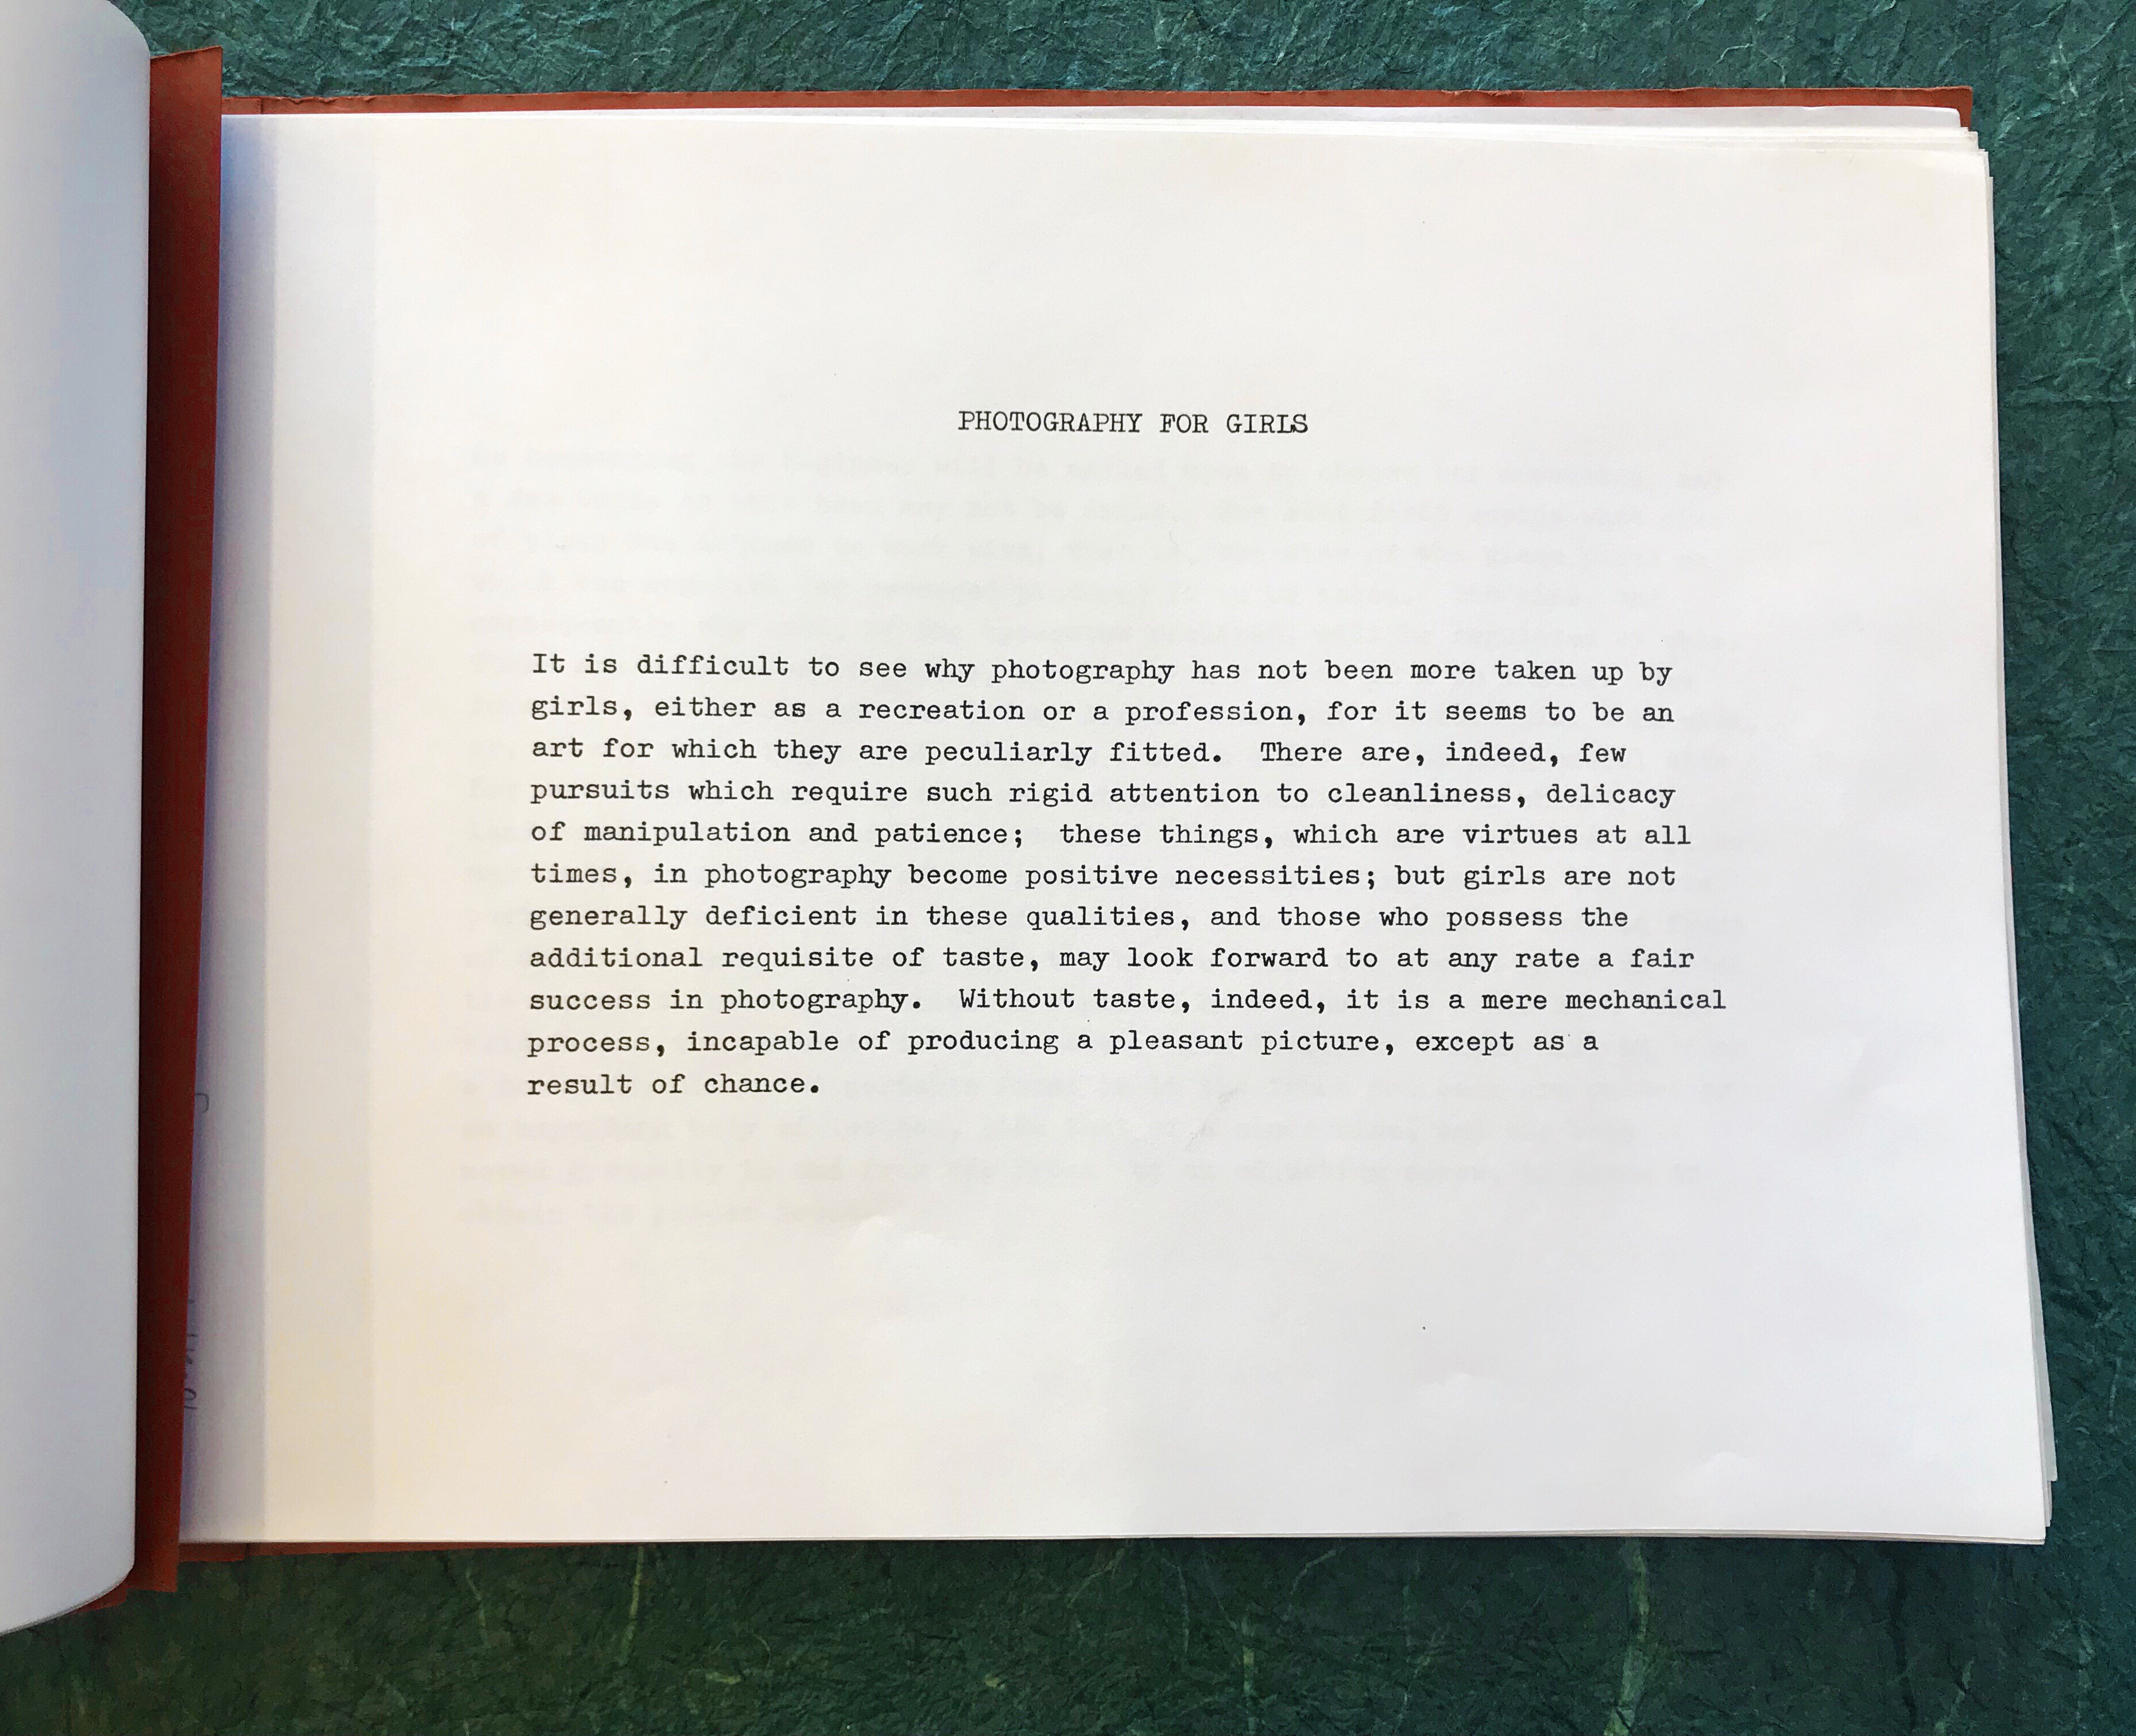 PHOTOGRAPHY FOR GIRLS
It is difficult to see why photography has not been more taken up by
girls, either as a recreation or a profession, for it seems to be an
art for which they are peculiarly fitted.  There are, indeed, few
pursuits which require such rigid attention to cleanliness, delicacy
of manipulation and patience;  these things, which are virtues at all
times, in photography become positive necessities; but girls are not
generally deficient in these qualities, and those who possess the
additional requisite of taste, may look forward to at any rate a fair
success in photography.  Without taste, indeed, it is a mere mechanical
process, incapable of producing a pleasant picture, except as a
result of chance.